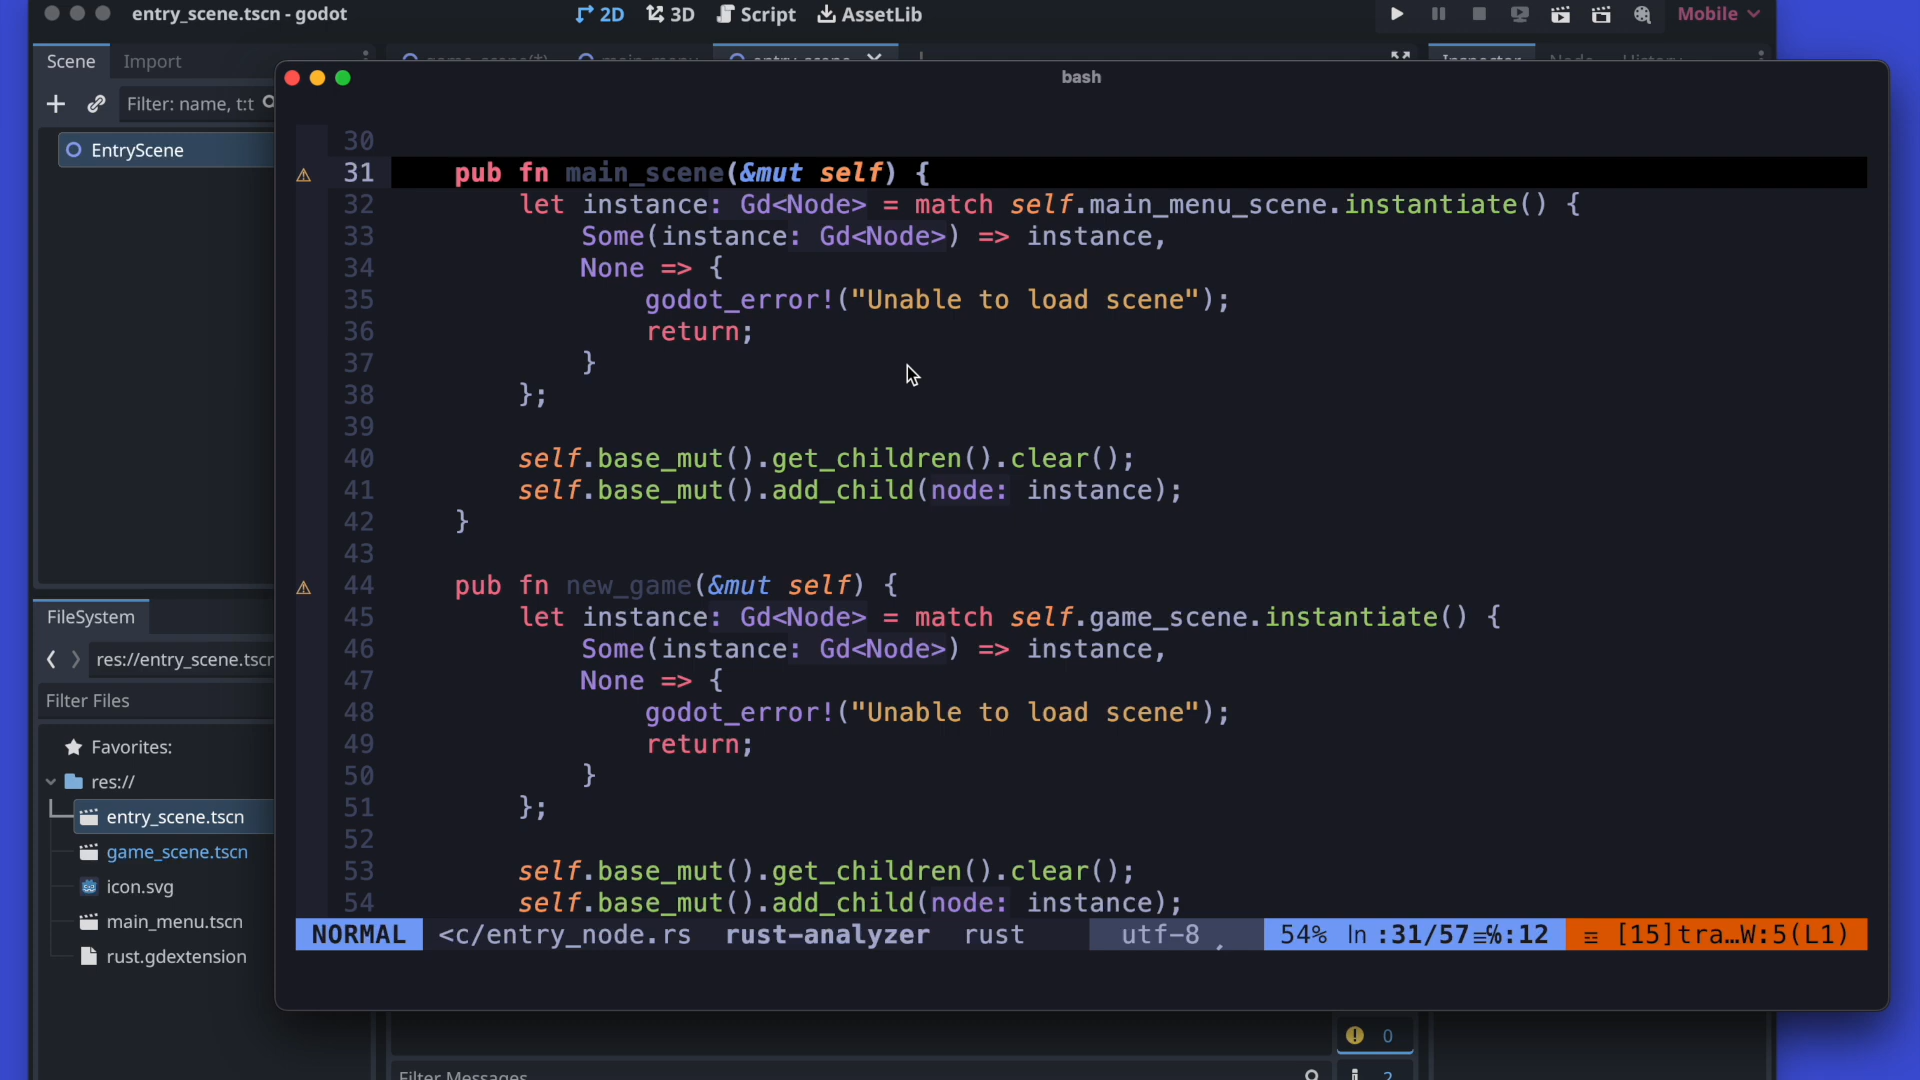 entry_scene.tscn - godot
2D 3D Script AssetLib
Mobile
Scene Import
Inspector Node History
Filter: name, t:t
EntryScene
bash
30
31 pub fn main_scene(&mut self) {
32 let instance: Gd<Node> = match self.main_menu_scene.instantiate() {
33 Some(instance: Gd<Node>) => instance,
34 None => {
35 godot_error!("Unable to load scene");
36 return;
37 }
38 };
39
40 self.base_mut().get_children().clear();
41 self.base_mut().add_child(node: instance);
42 }
43
44 pub fn new_game(&mut self) {
45 let instance: Gd<Node> = match self.game_scene.instantiate() {
46 Some(instance: Gd<Node>) => instance,
47 None => {
48 godot_error!("Unable to load scene");
49 return;
50 }
51 };
52
53 self.base_mut().get_children().clear();
54 self.base_mut().add_child(node: instance);
NORMAL <c/entry_node.rs rust-analyzer rust utf-8 54% ln :31/57≡℅:12 ☲ [15]tra…W:5(L1)
FileSystem
res://entry_scene.tscr
Filter Files
Favorites:
res://
entry_scene.tscn
game_scene.tscn
icon.svg
main_menu.tscn
rust.gdextension
0
Filter Messages
2